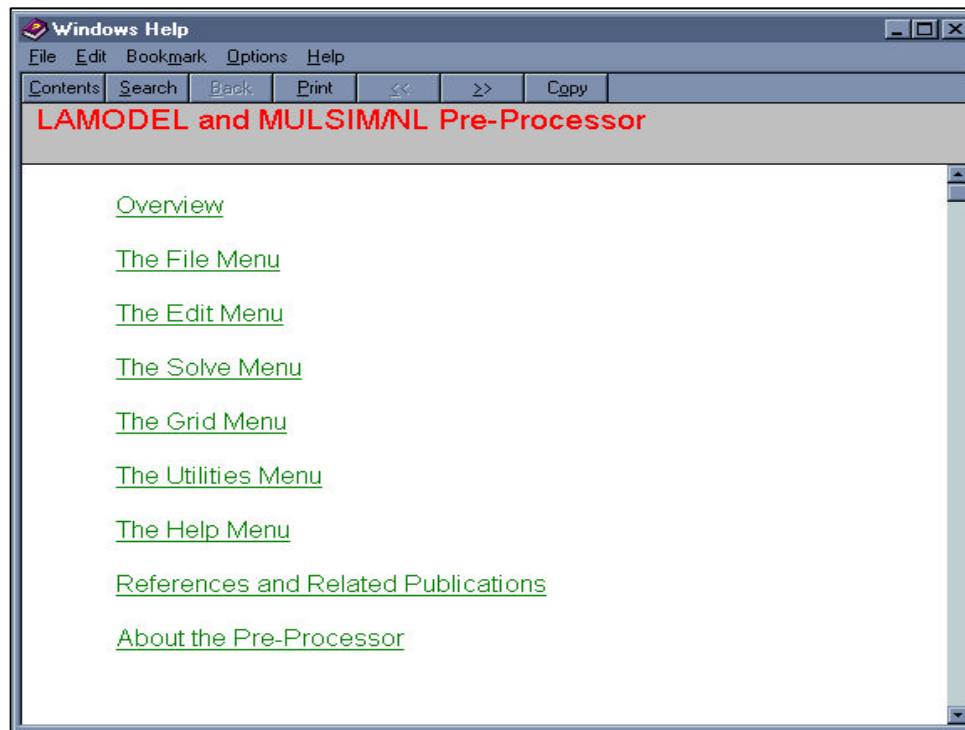 Windows Help
File Edit Bookmark Options Help
Contents Search Back Print << >> Copy
LAMODEL and MULSIM/NL Pre-Processor
Overview
The File Menu
The Edit Menu
The Solve Menu
The Grid Menu
The Utilities Menu
The Help Menu
References and Related Publications
About the Pre-Processor